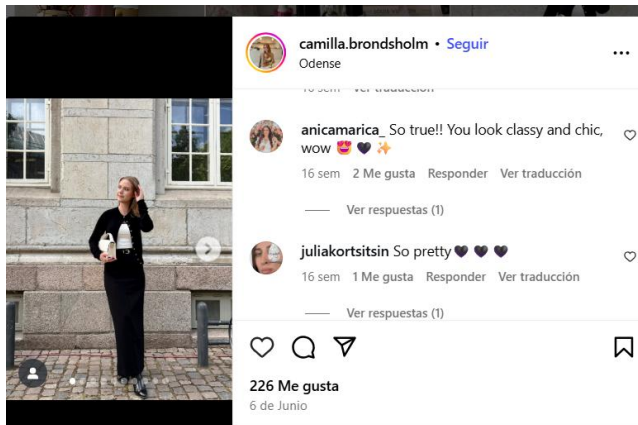 camilla.brondsholm • Seguir
Odense
anicamarica_ So true!! You look classy and chic,
wow 😍🖤✨
16 sem 2 Me gusta Responder Ver traducción
Ver respuestas (1)
juliakortsitsin So pretty🖤🖤🖤
16 sem 1 Me gusta Responder Ver traducción
Ver respuestas (1)
226 Me gusta
6 de Junio